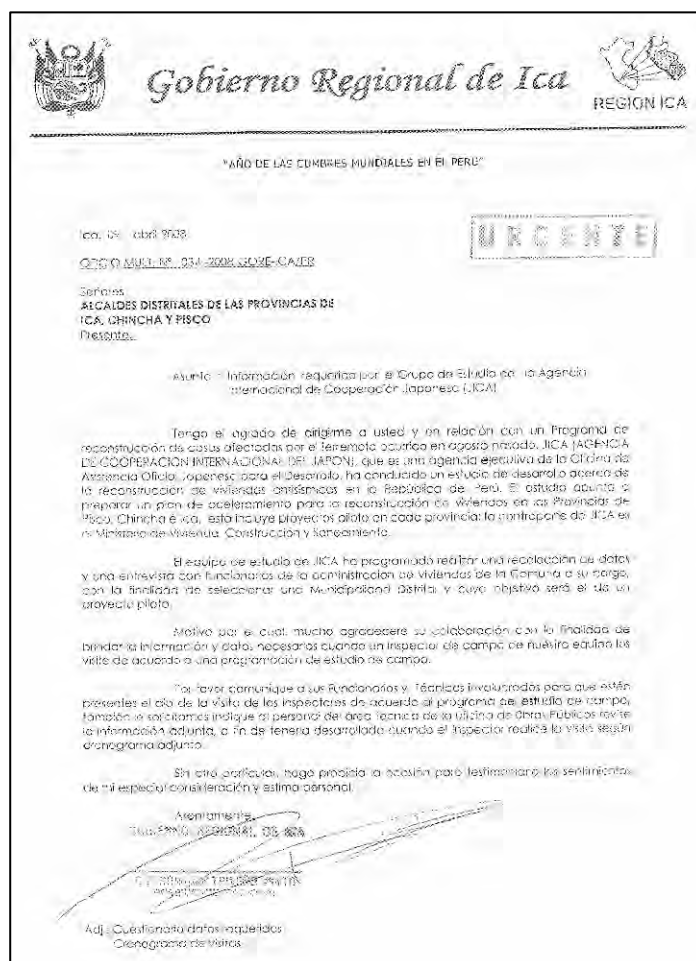 Gobierno Regional de Ica
REGION ICA
"AÑO DE LAS CUMBRES MUNDIALES EN EL PERU"
Ica, abril 2008
URGENTE
OFICIO MULT. Nº 034-2008-GORE-ICA/PR
Señores
ALCALDES DISTRITALES DE LAS PROVINCIAS DE
ICA, CHINCHA Y PISCO
Presente.
Asunto : Información requerida por el Grupo de Estudio de la Agencia
Internacional de Cooperación Japonesa (JICA)
Tengo el agrado de dirigirme a usted y en relación con un Programa de
reconstrucción de casas afectadas por el terremoto ocurrido en agosto pasado, JICA (AGENCIA
DE COOPERACION INTERNACIONAL DEL JAPON), que es una agencia ejecutiva de la Oficina de
Asistencia Oficial Japonesa para el Desarrollo, ha conducido un estudio de desarrollo acerca de
la reconstrucción de viviendas antisísmicas en la República de Perú. El estudio apunta a
preparar un plan de aceleramiento para la reconstrucción de viviendas en las Provincias de
Pisco, Chincha e Ica, esta incluye proyectos piloto en cada provincia; la contraparte de JICA es
el Ministerio de Vivienda, Construcción y Saneamiento.
El equipo de estudio de JICA ha programado realizar una recolección de datos
y una entrevista con funcionarios de la administración de Viviendas de la Comuna a su cargo,
con la finalidad de seleccionar una Municipalidad Distrital y cuyo objetivo será el de un
proyecto piloto.
Motivo por el cual, mucho agradeceré su colaboración con la finalidad de
brindar la información y datos necesarios cuando un inspector de campo de nuestro equipo los
visite de acuerdo a una programación de estudio de campo.
Por favor comunique a sus Funcionarios y Técnicos involucrados para que estén
presentes el día de la visita de los inspectores de acuerdo al programa del estudio de campo,
también le solicitamos indique al personal del área técnica de la oficina de Obras Públicas revise
la información adjunta, a fin de tenerla desarrollada cuando el inspector realice la visita según
cronograma adjunto.
Sin otro particular, hago propicia la ocasión para testimoniarle los sentimientos
de mi especial consideración y estima personal.
Atentamente,
GOBIERNO REGIONAL DE ICA
Adj. Cuestionario datos requeridos
Cronograma de visitas